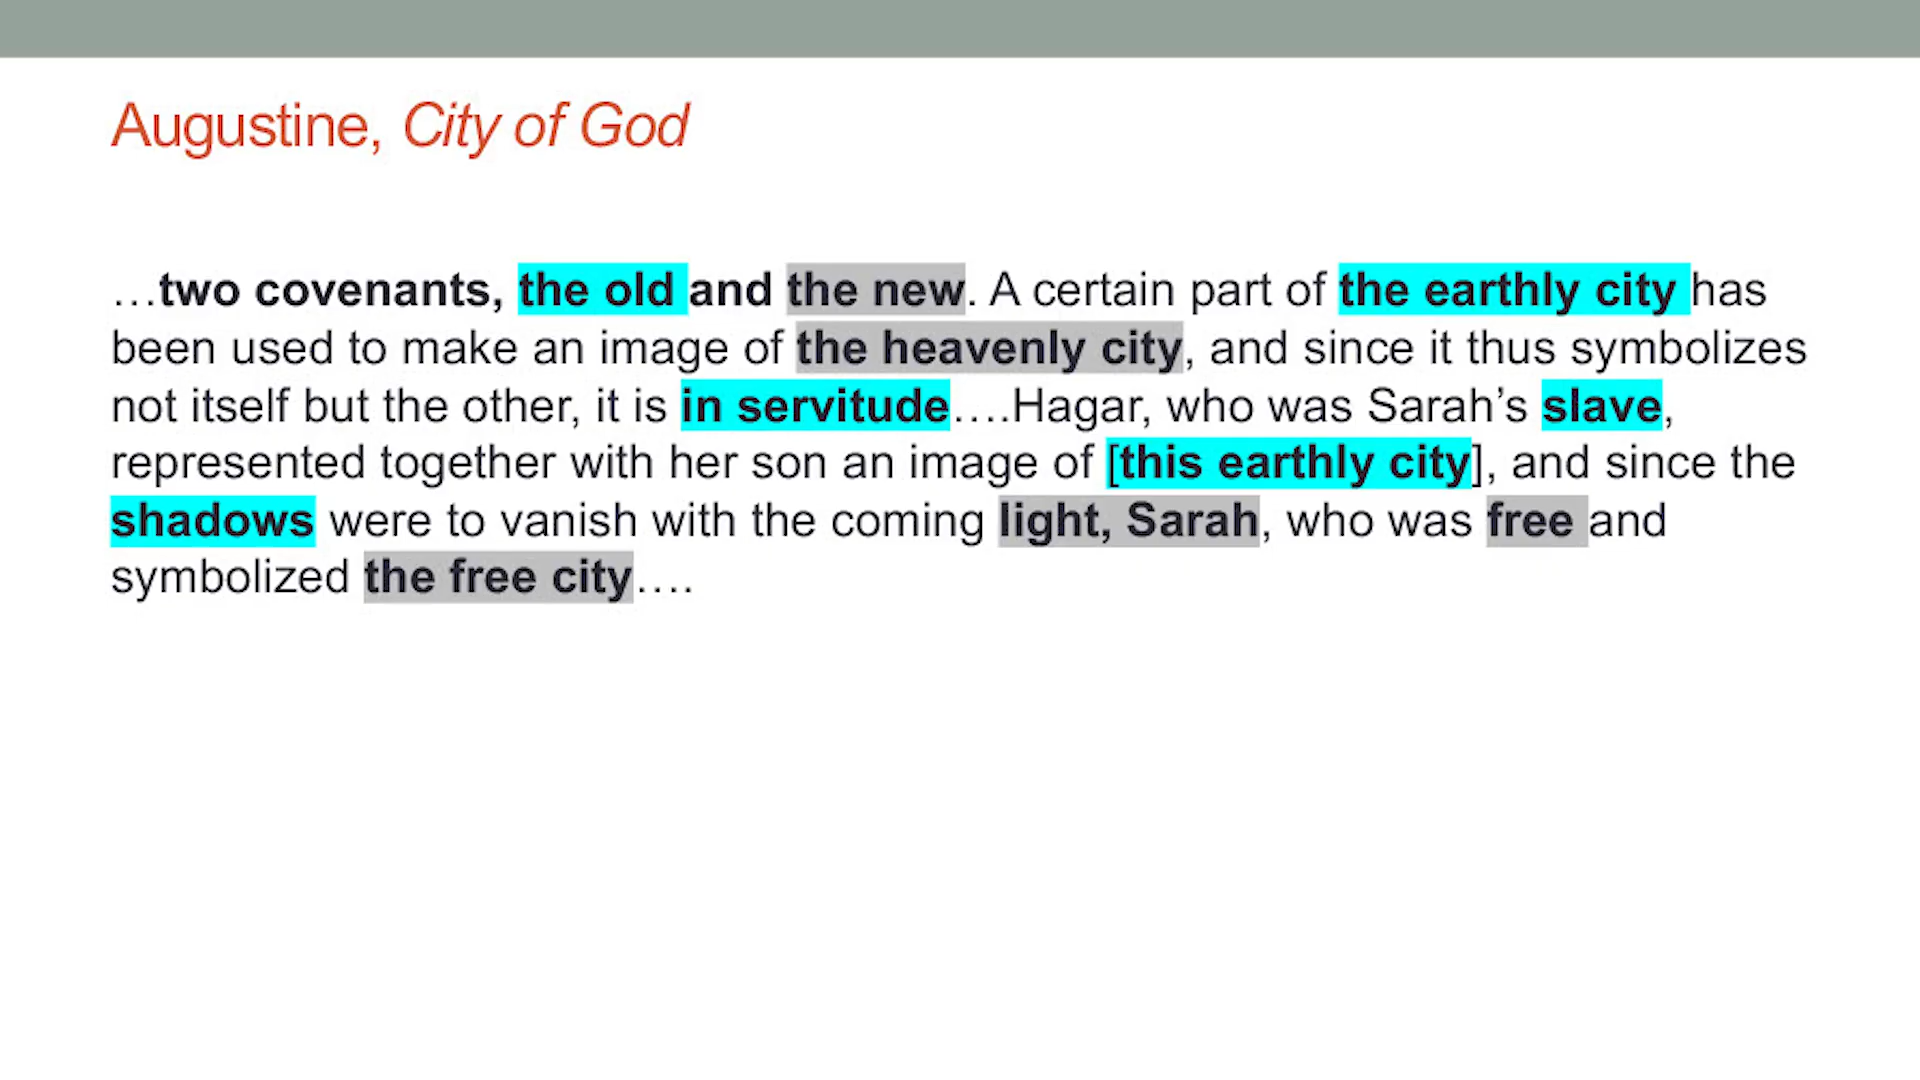 Augustine, City of God
…two covenants, the old and the new. A certain part of the earthly city has
been used to make an image of the heavenly city, and since it thus symbolizes
not itself but the other, it is in servitude….Hagar, who was Sarah’s slave,
represented together with her son an image of [this earthly city], and since the
shadows were to vanish with the coming light, Sarah, who was free and
symbolized the free city….